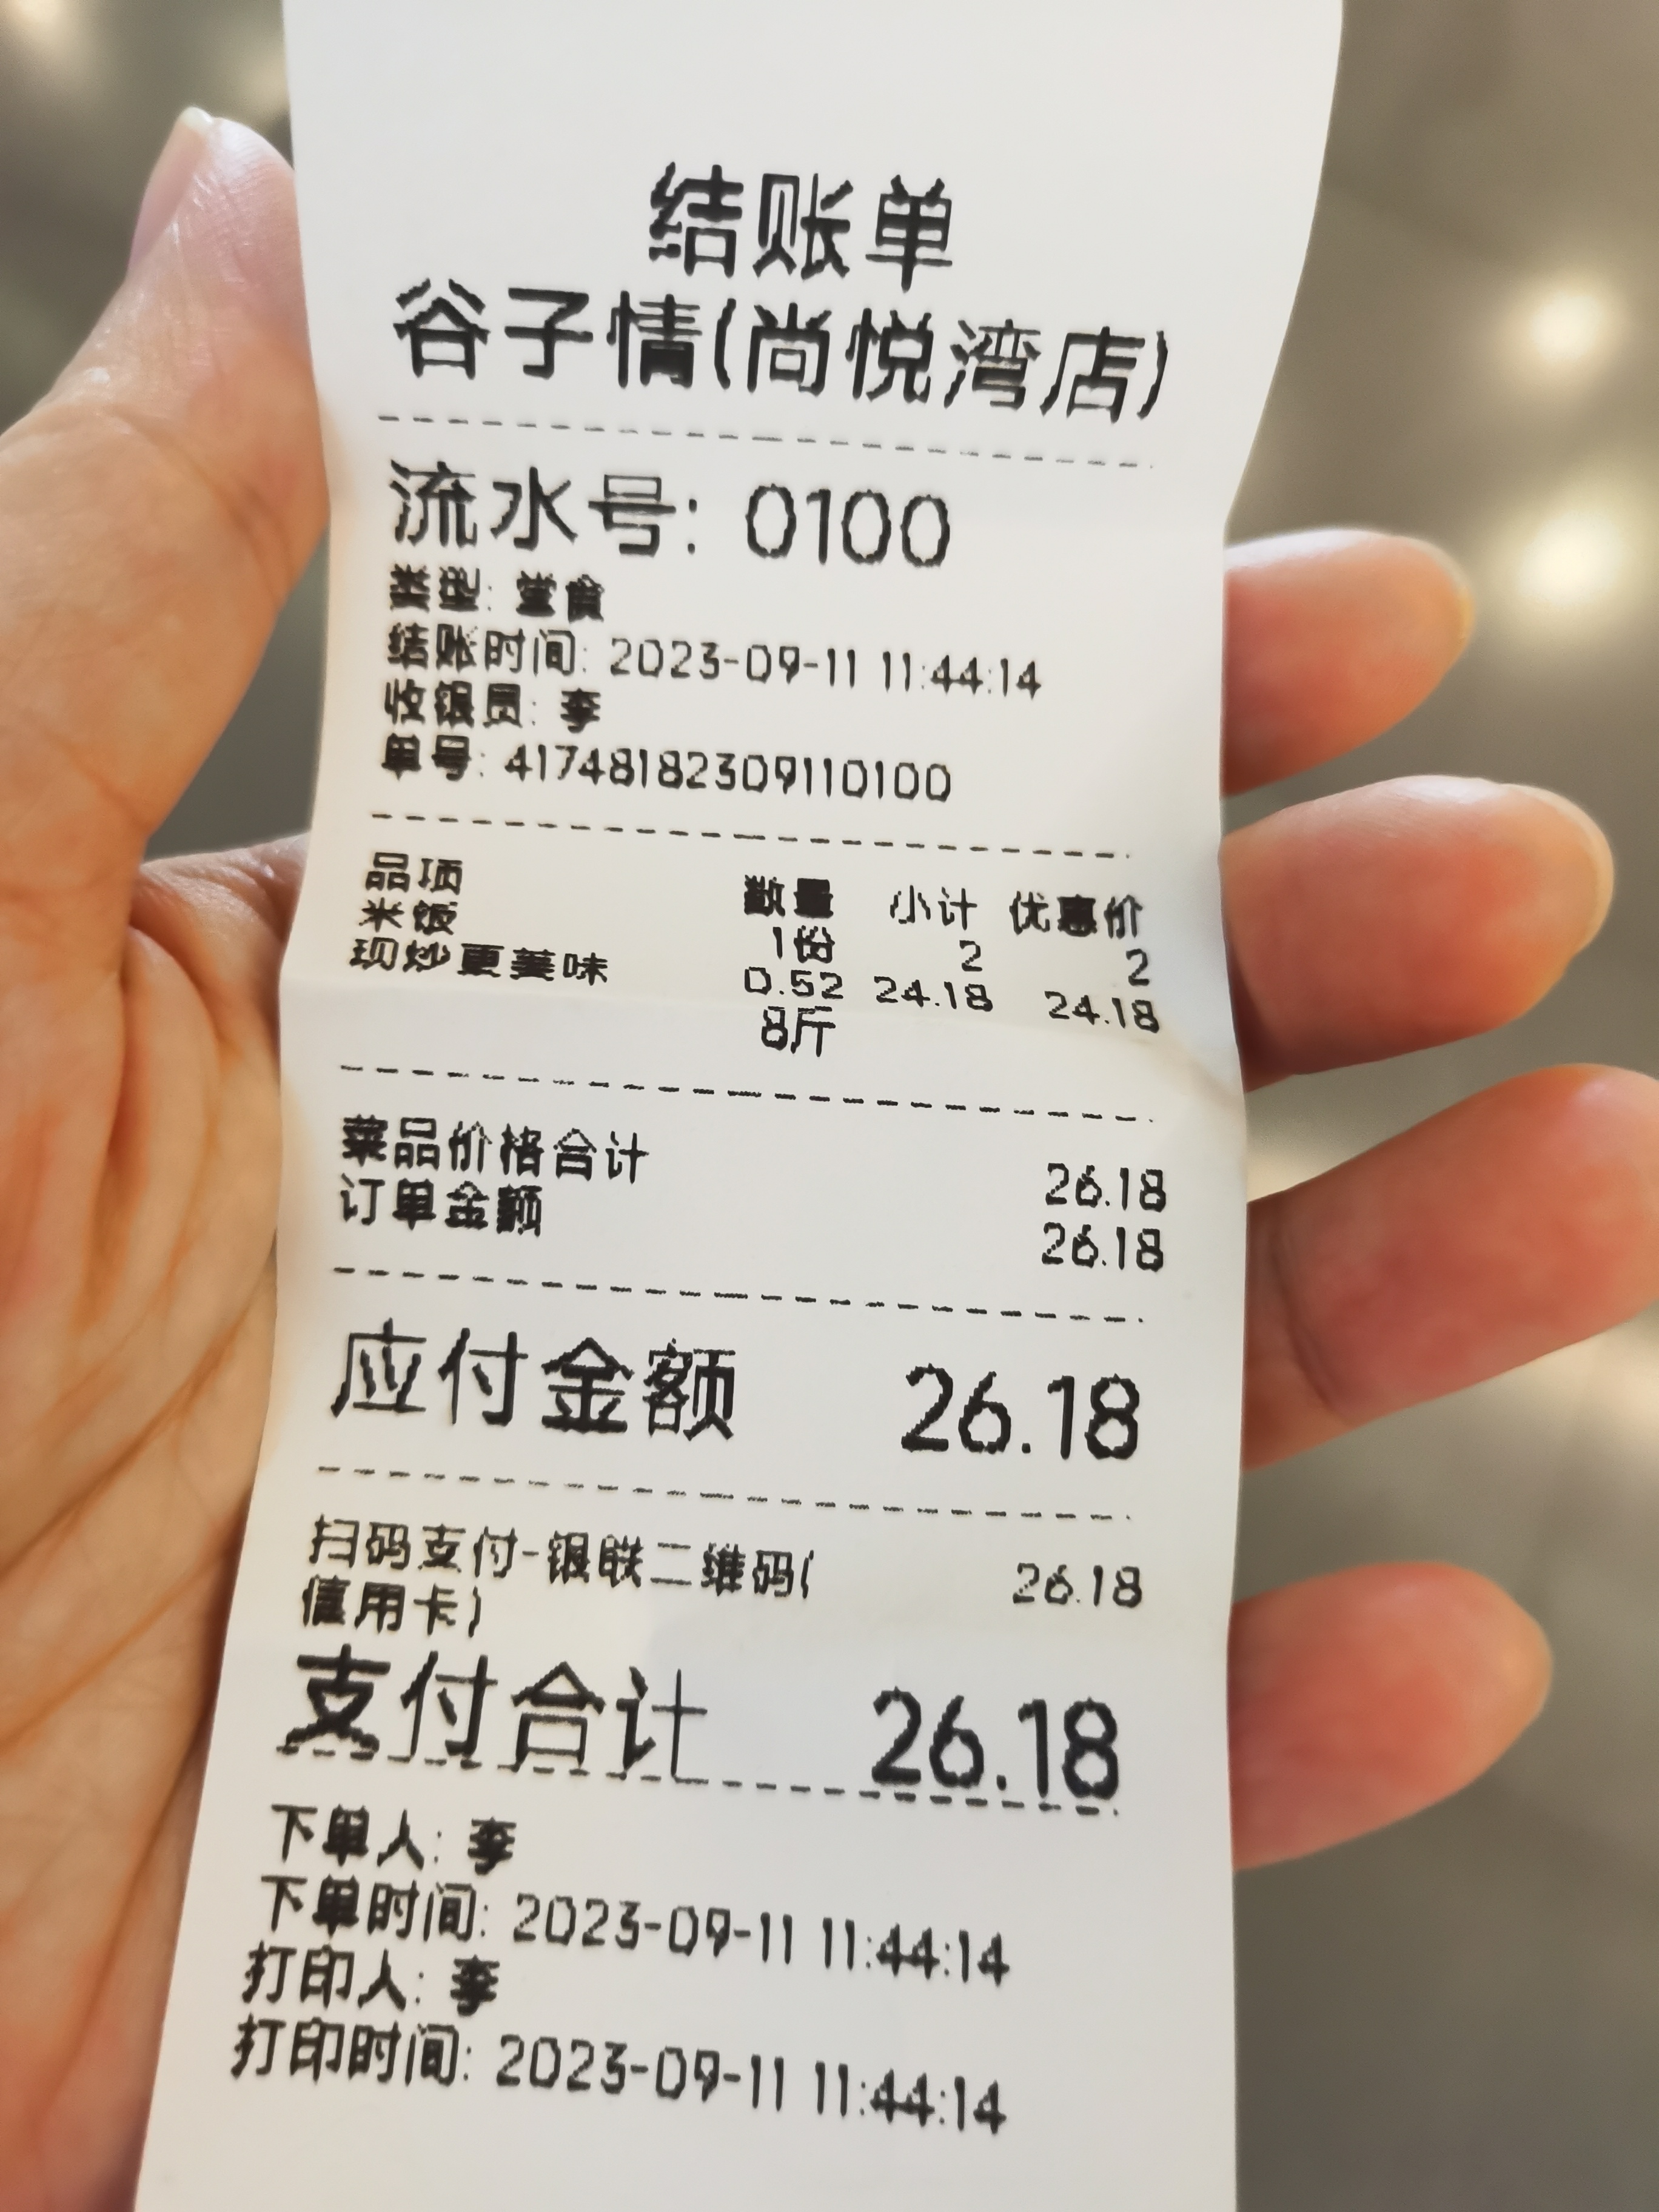 结账单
谷子情(尚悦湾店)
流水号: 0100
类型: 堂食
结账时间: 2023-09-11 11:44:14
收银员: 李
单号: 41748182309110100
品项 数量 小计 优惠价
米饭 1份 2 2
现炒更美味 0.52 24.18 24.18
8斤
菜品价格合计 26.18
订单金额 26.18
应付金额 26.18
扫码支付-银联二维码( 26.18
信用卡)
支付合计 26.18
下单人: 李
下单时间: 2023-09-11 11:44:14
打印人: 李
打印时间: 2023-09-11 11:44:14